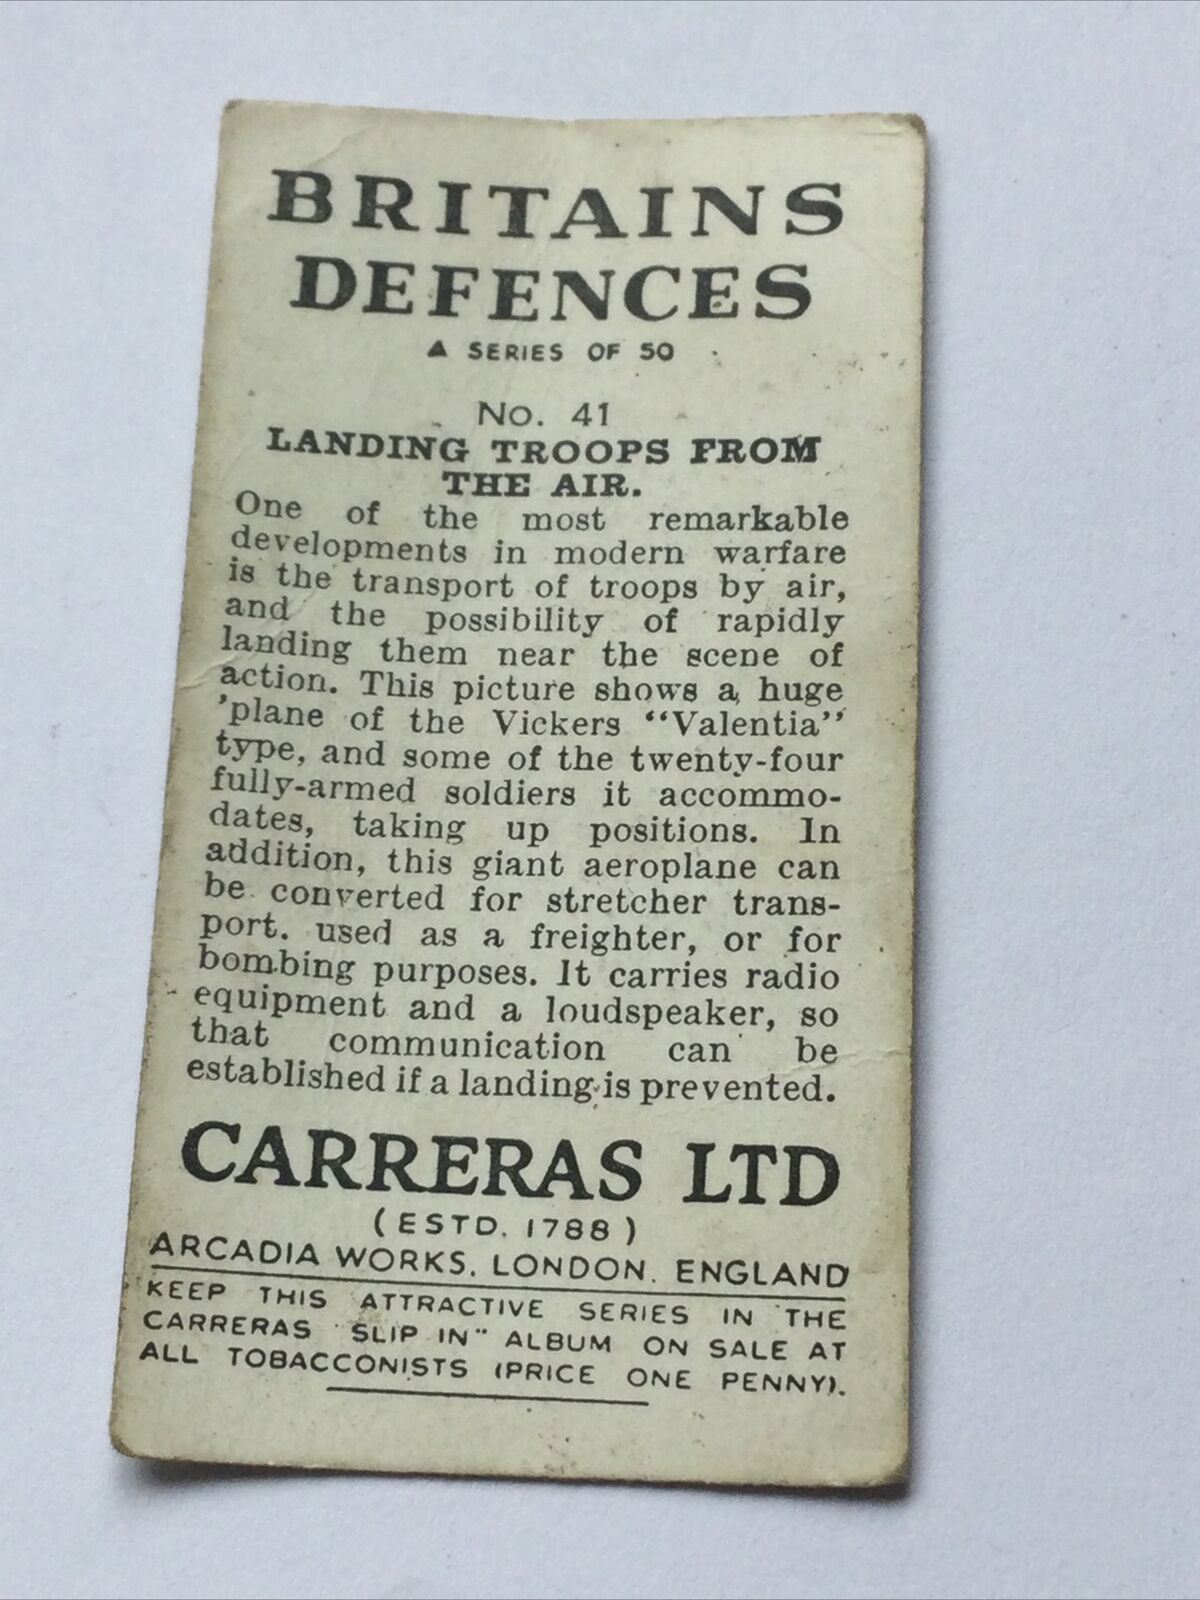 BRITAINS
DEFENCES
A SERIES OF 50
No. 41
LANDING TROOPS FROM
THE AIR.
One of the most remarkable
developments in modern warfare
is the transport of troops by air,
and the possibility of rapidly
landing them near the scene of
action. This picture shows a huge
'plane of the Vickers "Valentia"
type, and some of the twenty-four
fully-armed soldiers it accommo-
dates, taking up positions. In
addition, this giant aeroplane can
be converted for stretcher trans-
port. used as a freighter, or for
bombing purposes. It carries radio
equipment and a loudspeaker, so
that communication can be
established if a landing is prevented.
CARRERAS LTD
(ESTD. 1788)
ARCADIA WORKS, LONDON. ENGLAND
KEEP THIS ATTRACTIVE SERIES IN THE
CARRERAS "SLIP IN" ALBUM ON SALE AT
ALL TOBACCONISTS (PRICE ONE PENNY).